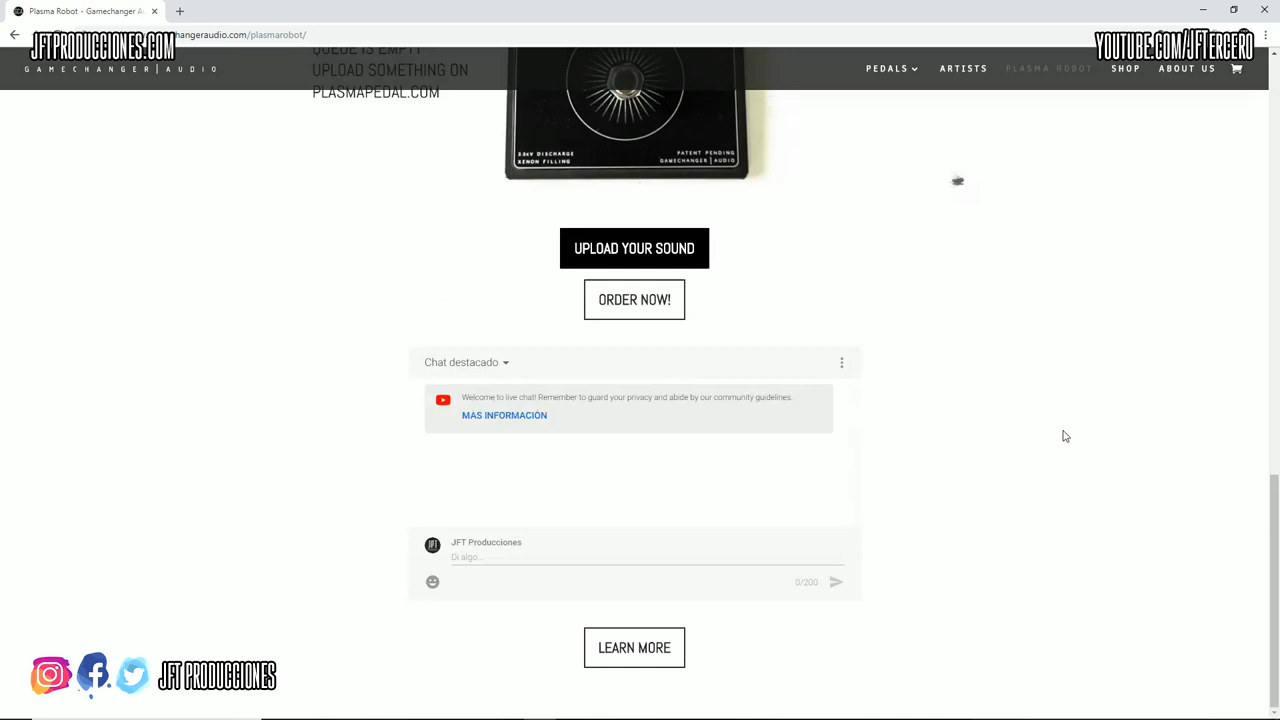 Plasma Robot - Gamechanger Au
hangeraudio.com/plasmarobot/
JFTPRODUCCIONES.COM
YOUTUBE.COM/JFTERCERO
GAMECHANGER|AUDIO
PEDALS
ARTISTS
PLASMA ROBOT
SHOP
ABOUT US
QUEUE IS EMPTY
UPLOAD SOMETHING ON
PLASMAPEDAL.COM
3.5kV DISCHARGE
XENON FILLING
PATENT PENDING
GAMECHANGER|AUDIO
UPLOAD YOUR SOUND
ORDER NOW!
Chat destacado
Welcome to live chat! Remember to guard your privacy and abide by our community guidelines.
MÁS INFORMACIÓN
JFT
JFT Producciones
Di algo...
0/200
LEARN MORE
JFT PRODUCCIONES